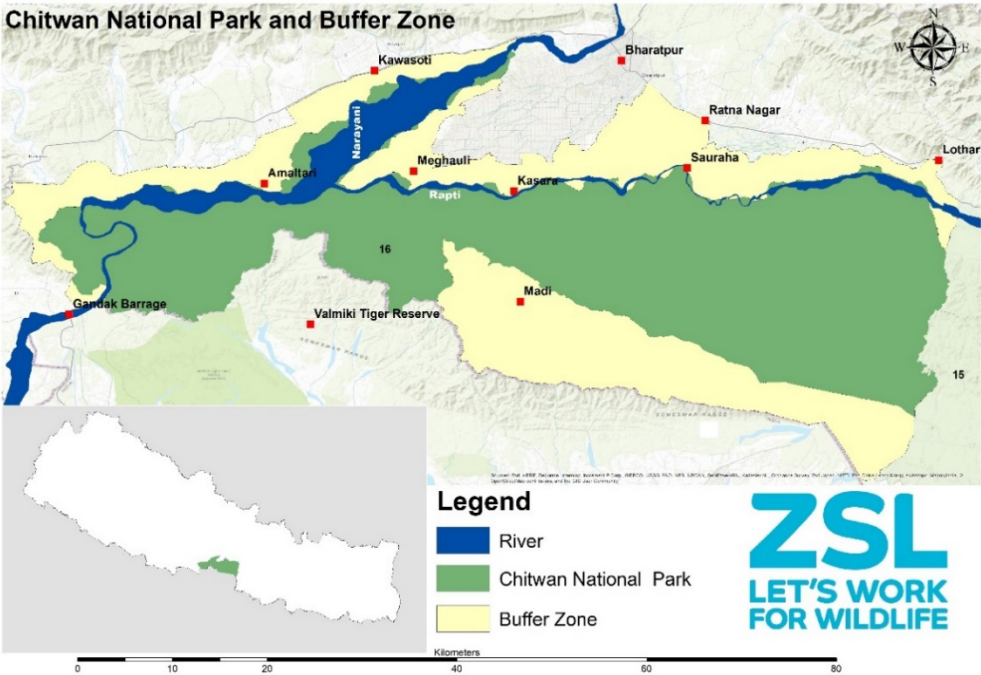 Chitwan National Park and Buffer Zone
N
W
E
S
Bharatpur
Kawasoti
Ratna Nagar
Narayani
Lothar
Meghauli
Sauraha
Amaltari
Kasara
Rapti
16
Madi
Gandak Barrage
Valmiki Tiger Reserve
15
Legend
River
Chitwan National Park
Buffer Zone
ZSL
LET'S WORK
FOR WILDLIFE
Kilometers
0 10 20 40 60 80